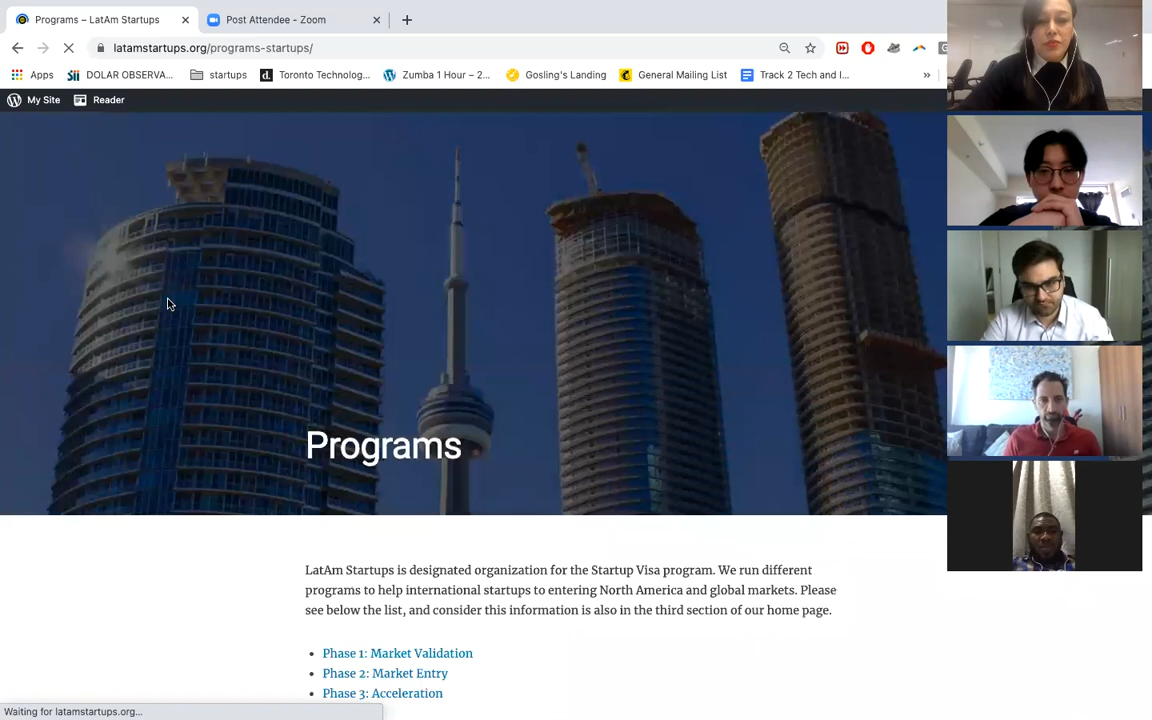 Programs – LatAm Startups
Post Attendee - Zoom
latamstartups.org/programs-startups/
Apps
DOLAR OBSERVA...
startups
Toronto Technolog...
Zumba 1 Hour – 2...
Gosling's Landing
General Mailing List
Track 2 Tech and I...
»
My Site
Reader
Programs
LatAm Startups is designated organization for the Startup Visa program. We run different
programs to help international startups to entering North America and global markets. Please
see below the list, and consider this information is also in the third section of our home page.
• Phase 1: Market Validation
• Phase 2: Market Entry
• Phase 3: Acceleration
Waiting for latamstartups.org...